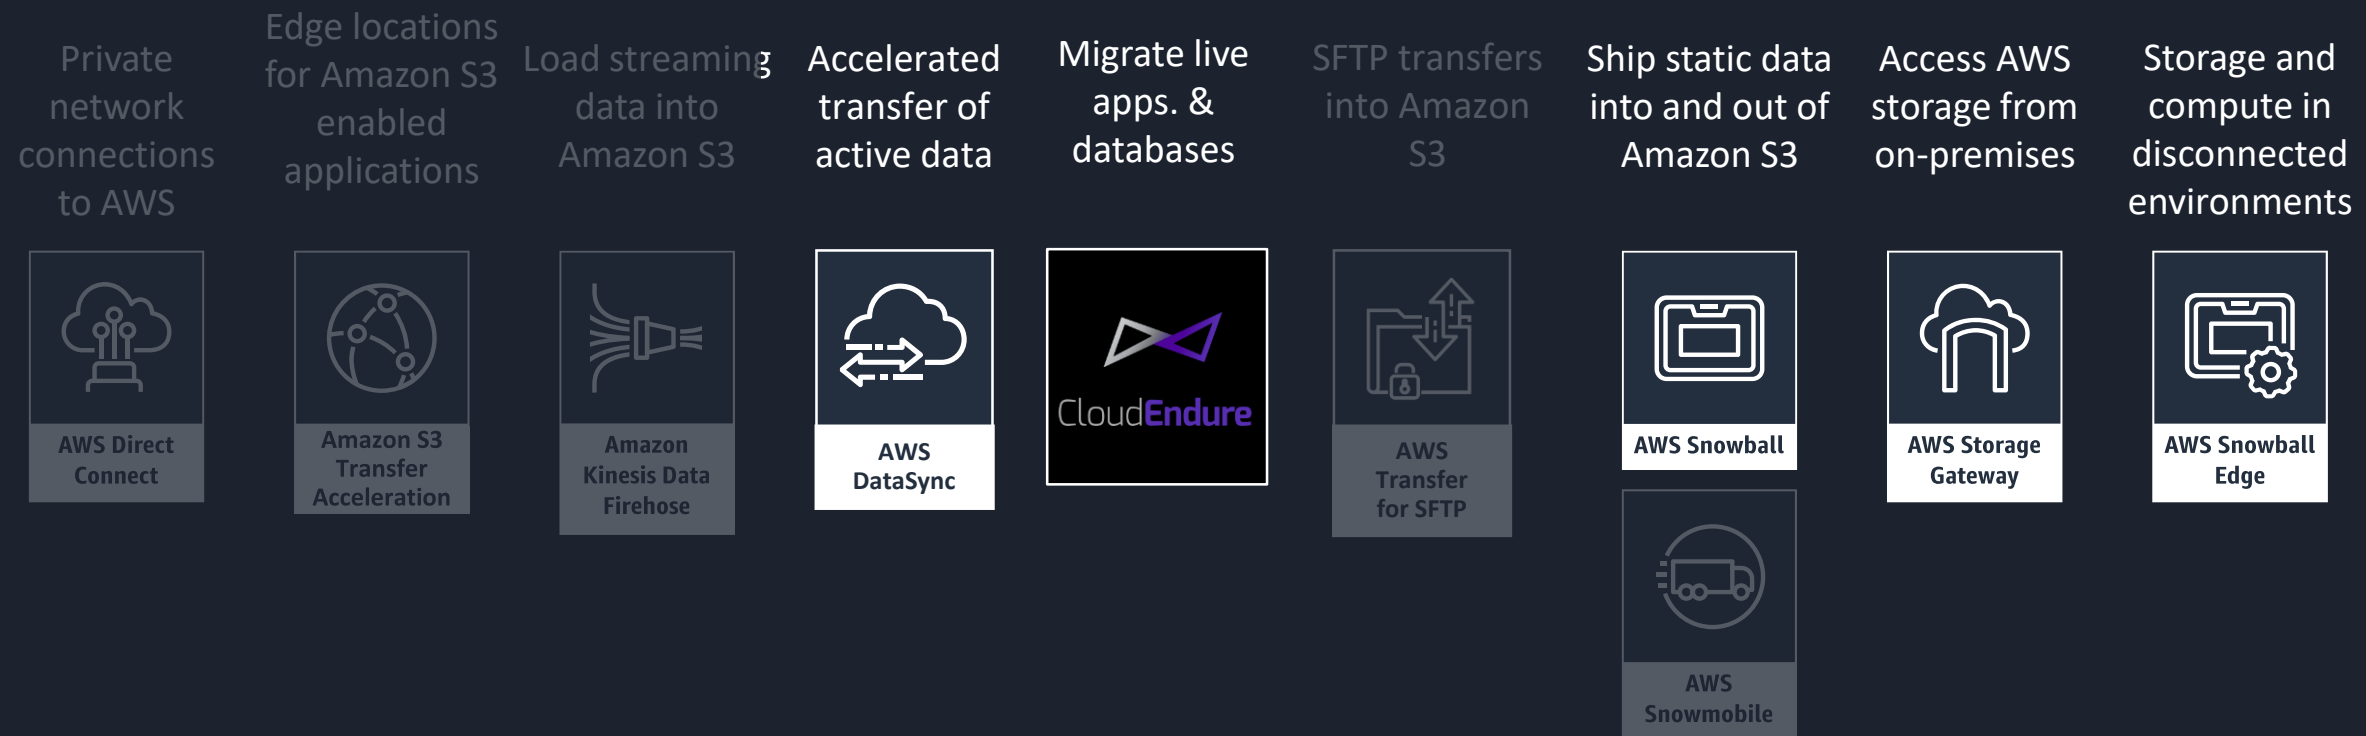 Private
network
connections
to AWS
Edge locations
for Amazon S3
enabled
applications
Load streaming
data into
Amazon S3
Accelerated
transfer of
active data
Migrate live
apps. &
databases
SFTP transfers
into Amazon
S3
Ship static data
into and out of
Amazon S3
Access AWS
storage from
on-premises
Storage and
compute in
disconnected
environments
AWS Direct
Connect
Amazon S3
Transfer
Acceleration
Amazon
Kinesis Data
Firehose
AWS
DataSync
CloudEndure
AWS
Transfer
for SFTP
AWS Snowball
AWS Storage
Gateway
AWS Snowball
Edge
AWS
Snowmobile